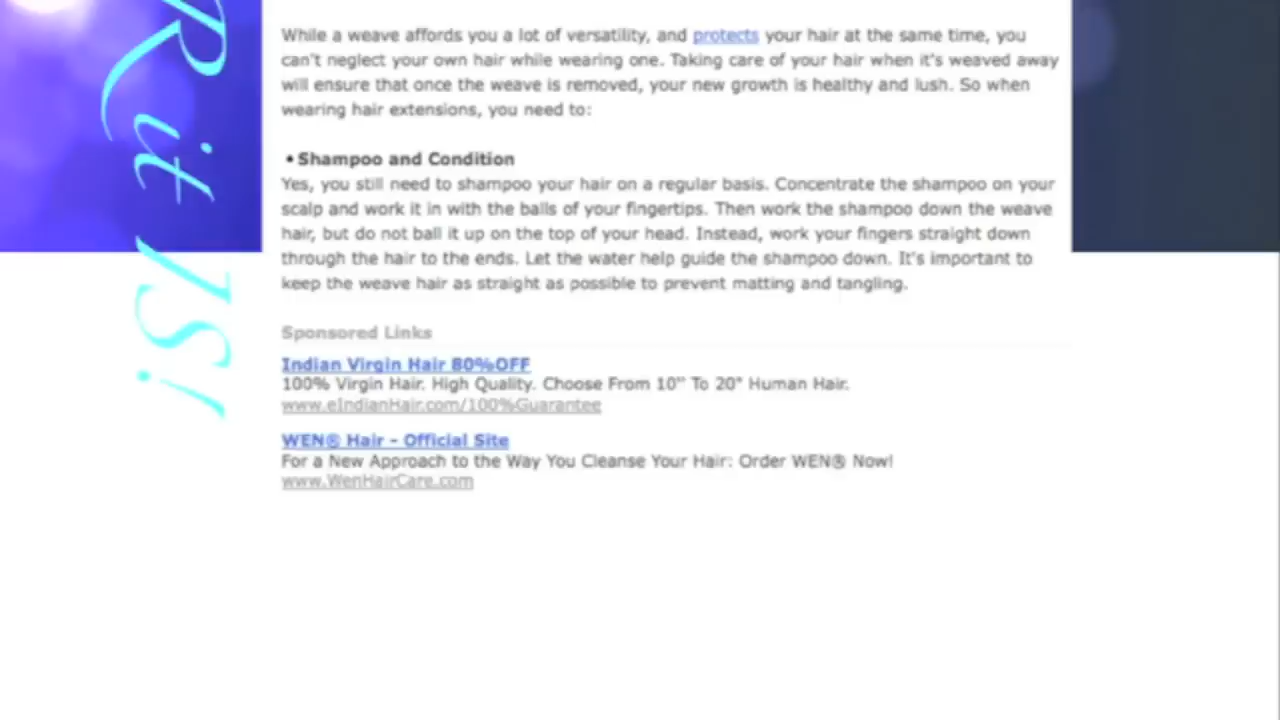 R it IS!
While a weave affords you a lot of versatility, and protects your hair at the same time, you
can't neglect your own hair while wearing one. Taking care of your hair when it's weaved away
will ensure that once the weave is removed, your new growth is healthy and lush. So when
wearing hair extensions, you need to:
•Shampoo and Condition
Yes, you still need to shampoo your hair on a regular basis. Concentrate the shampoo on your
scalp and work it in with the balls of your fingertips. Then work the shampoo down the weave
hair, but do not ball it up on the top of your head. Instead, work your fingers straight down
through the hair to the ends. Let the water help guide the shampoo down. It's important to
keep the weave hair as straight as possible to prevent matting and tangling.
Sponsored Links
Indian Virgin Hair 80%OFF
100% Virgin Hair. High Quality. Choose From 10" To 20" Human Hair.
www.eIndianHair.com/100%Guarantee
WEN® Hair - Official Site
For a New Approach to the Way You Cleanse Your Hair: Order WEN® Now!
www.WenHairCare.com